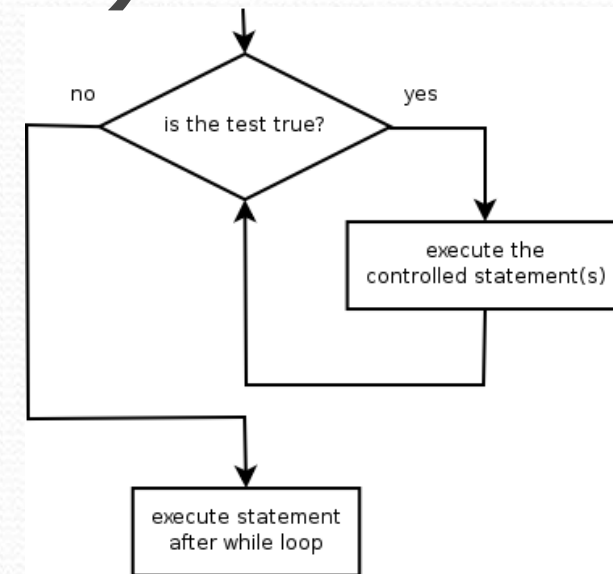 no
yes
is the test true?
execute the
controlled statement(s)
execute statement
after while loop